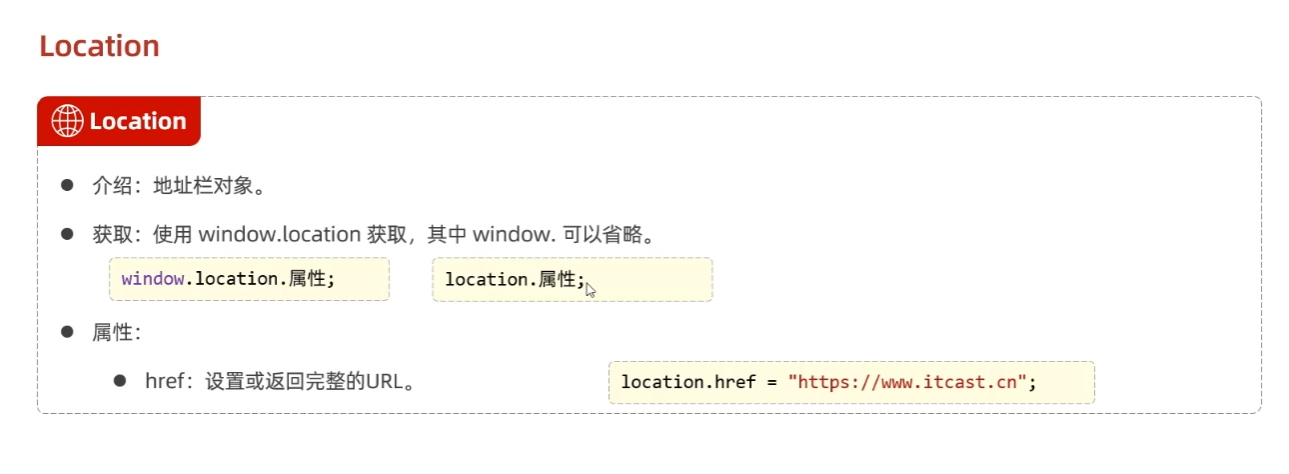 Location
Location
介绍：地址栏对象。
获取：使用 window.location 获取，其中 window. 可以省略。
window.location.属性;
location.属性;
属性：
href：设置或返回完整的URL。
location.href = "https://www.itcast.cn";